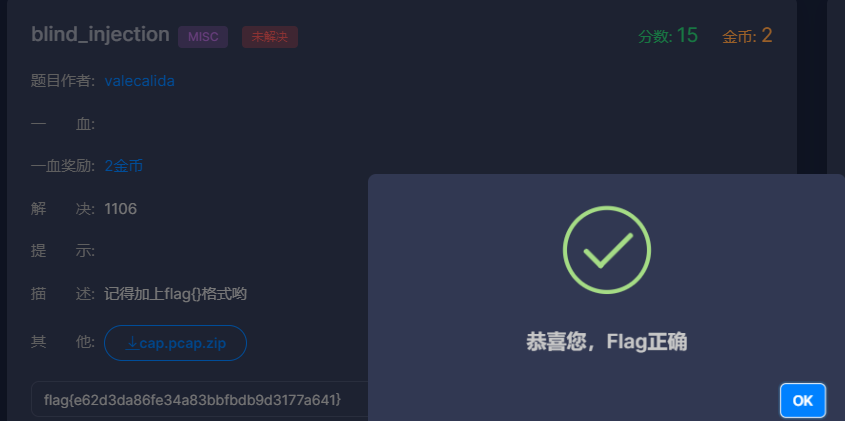 blind_injection MISC 未解决 分数: 15 金币: 2
题目作者: valecalida
一 血:
一血奖励: 2金币
解 决: 1106
提 示:
描 述: 记得加上flag{}格式哟
其 他: cap.pcap.zip
flag{e62d3da86fe34a83bbfbdb9d3177a641}
恭喜您，Flag正确
OK